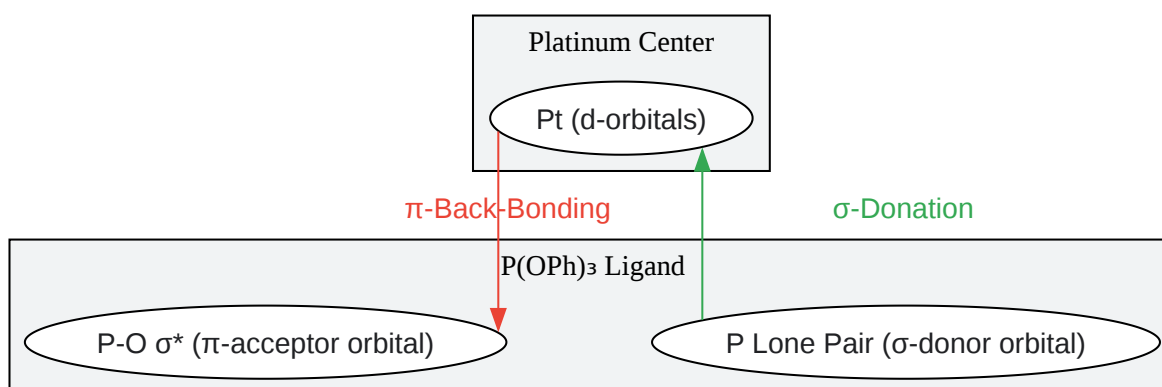 Platinum Center
Pt (d-orbitals)
π-Back-Bonding
σ-Donation
P(OPh)₃ Ligand
P-O σ* (π-acceptor orbital)
P Lone Pair (σ-donor orbital)